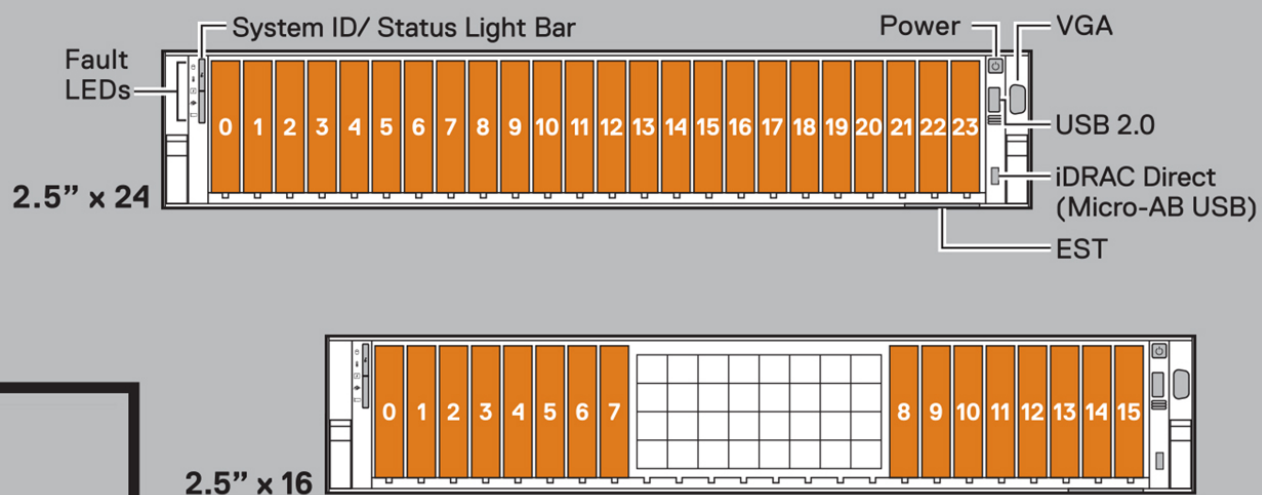 System ID/ Status Light Bar
Power
VGA
Fault
LEDs
0 1 2 3 4 5 6 7 8 9 10 11 12 13 14 15 16 17 18 19 20 21 22 23
USB 2.0
iDRAC Direct
(Micro-AB USB)
2.5” x 24
EST
0 1 2 3 4 5 6 7 8 9 10 11 12 13 14 15
2.5” x 16